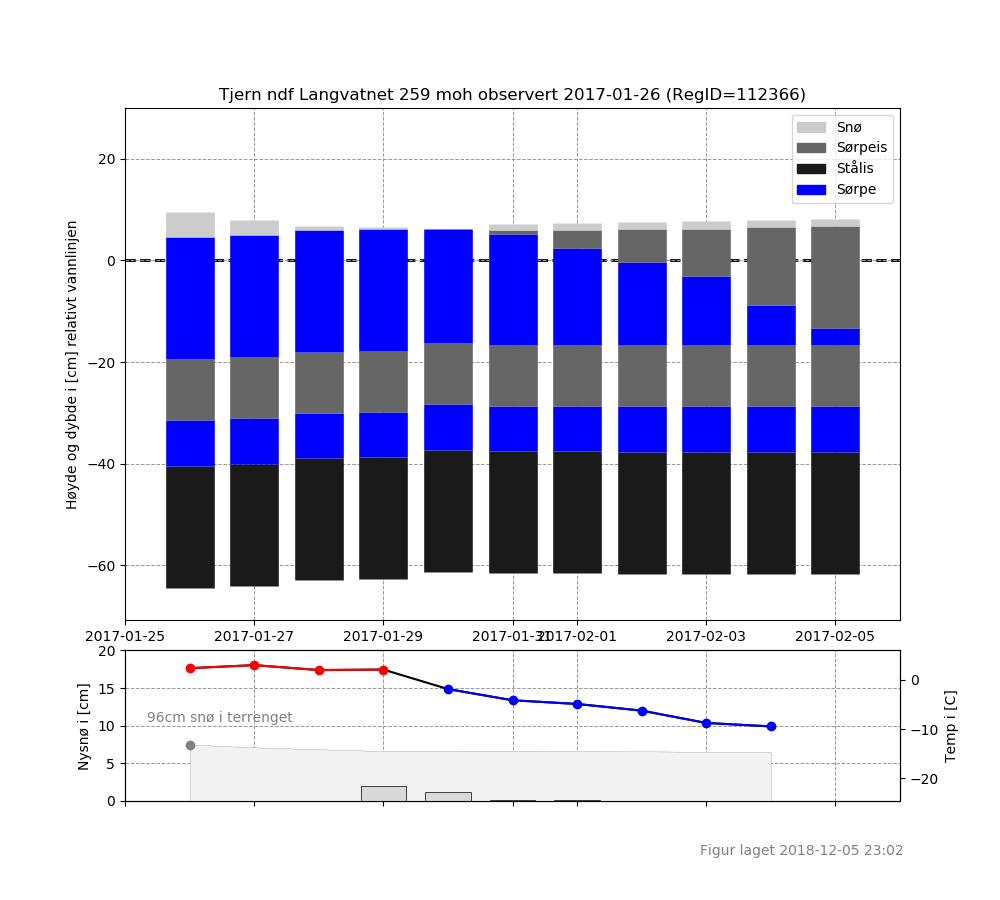 Tjern ndf Langvatnet 259 moh observert 2017-01-26 (RegID=112366)
Snø
Sørpeis
Stålis
Sørpe
Høyde og dybde i [cm] relativt vannlinjen
20
0
−20
−40
−60
2017-01-25 2017-01-27 2017-01-29 2017-01-31 2017-02-01 2017-02-03 2017-02-05
Nysnø i [cm]
20
15
10
5
0
96cm snø i terrenget
0
−10
−20
Temp i [C]
Figur laget 2018-12-05 23:02